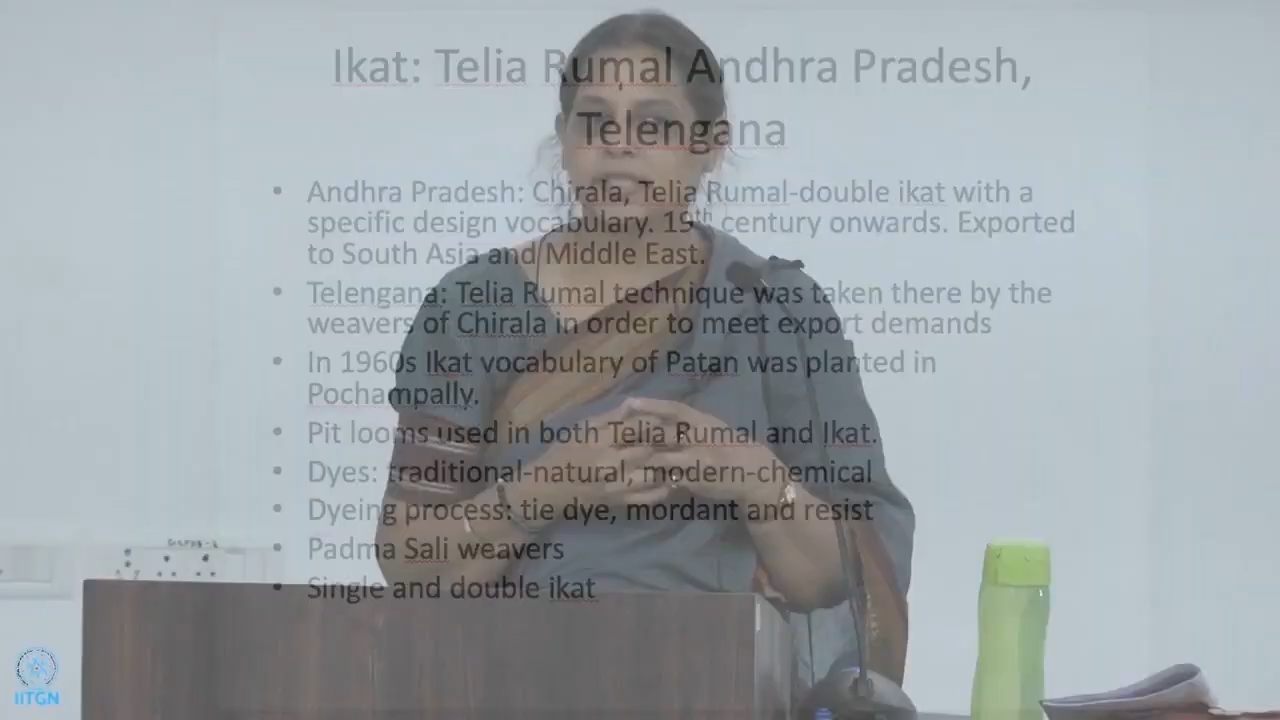 Ikat: Telia Rumal Andhra Pradesh,
Telengana
• Andhra Pradesh: Chirala, Telia Rumal-double ikat with a
specific design vocabulary. 19th century onwards. Exported
to South Asia and Middle East.
• Telengana: Telia Rumal technique was taken there by the
weavers of Chirala in order to meet export demands
• In 1960s Ikat vocabulary of Patan was planted in
Pochampally.
• Pit looms used in both Telia Rumal and Ikat.
• Dyes: traditional-natural, modern-chemical
• Dyeing process: tie dye, mordant and resist
• Padma Sali weavers
• Single and double ikat
IITGN